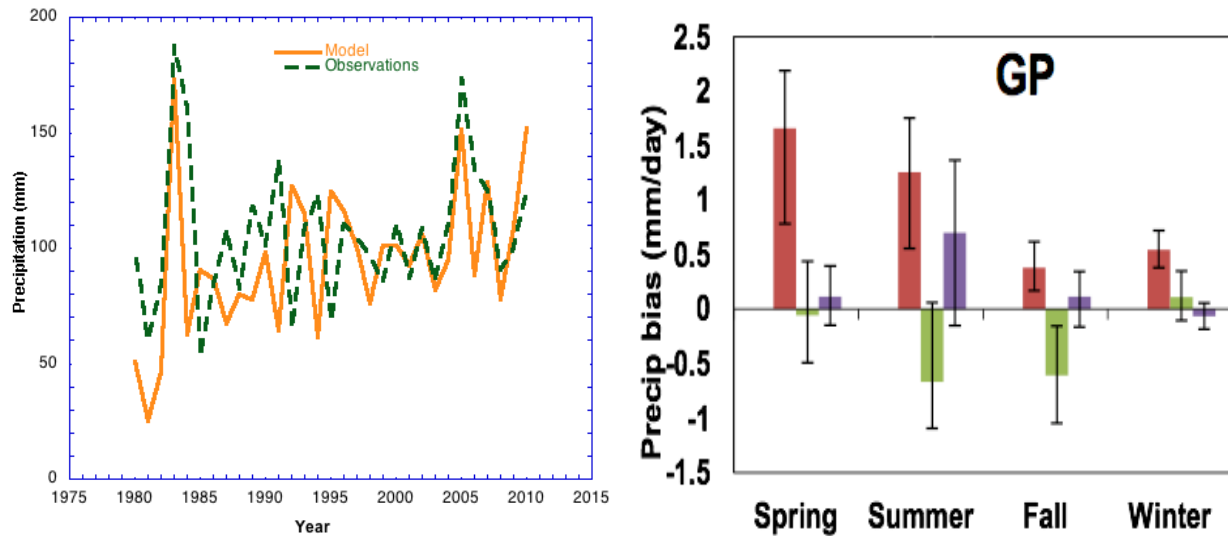 200
150
100
50
0
Precipitation (mm)
Model
Observations
1975 1980 1985 1990 1995 2000 2005 2010 2015
Year
GP
Precip bias (mm/day)
2.5
2
1.5
1
0.5
0
-0.5
-1
-1.5
Spring Summer Fall Winter